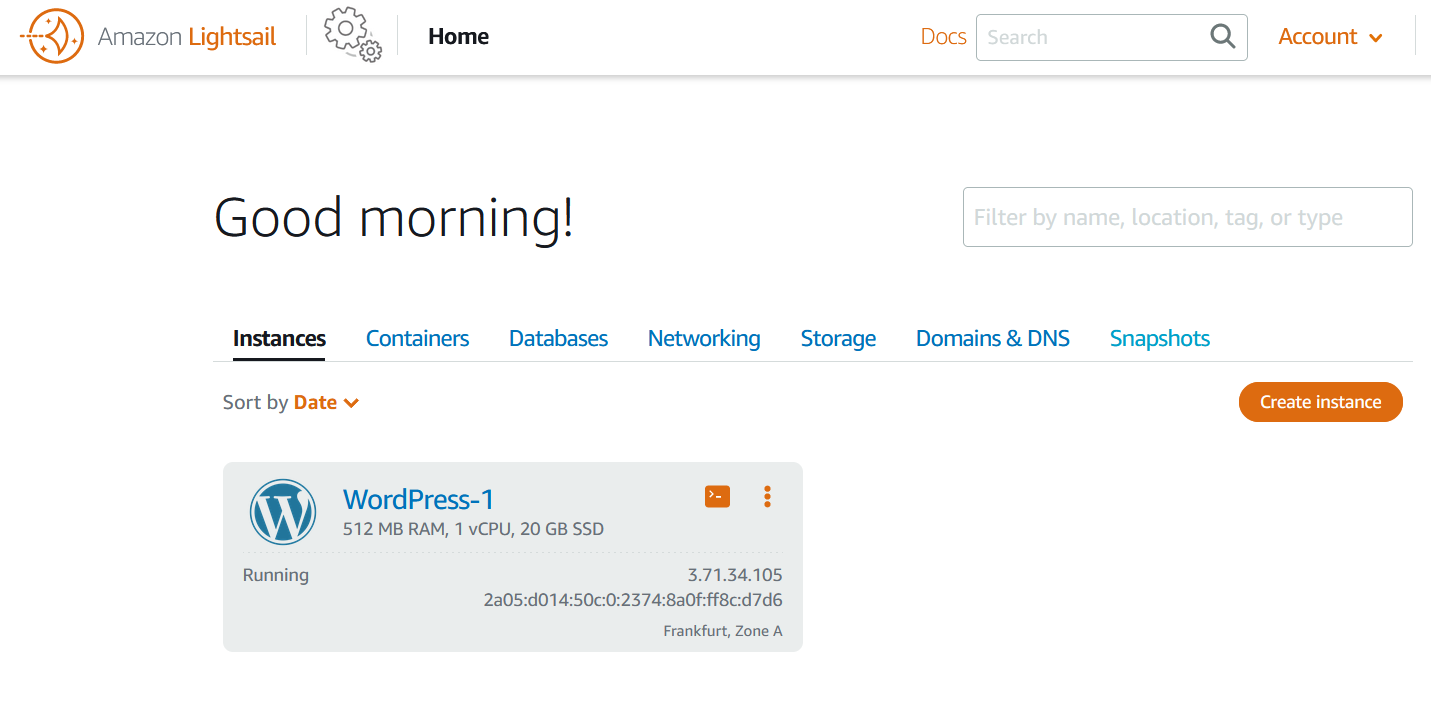 Amazon Lightsail Home Docs Search Account
Good morning!
Filter by name, location, tag, or type
Instances Containers Databases Networking Storage Domains & DNS Snapshots
Sort by Date
Create instance
WordPress-1
512 MB RAM, 1 vCPU, 20 GB SSD
Running
3.71.34.105
2a05:d014:50c:0:2374:8a0f:ff8c:d7d6
Frankfurt, Zone A